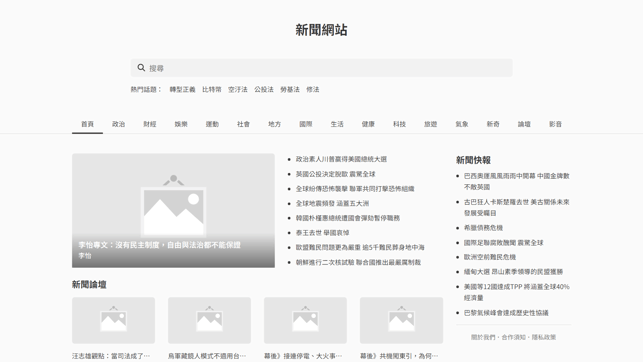 新聞網站
搜尋
熱門話題： 轉型正義 比特幣 空汙法 公投法 勞基法 修法
首頁 政治 財經 娛樂 運動 社會 地方 國際 生活 健康 科技 旅遊 氣象 新奇 論壇 影音
李怡專文：沒有民主制度，自由與法治都不能保證
李怡
政治素人川普贏得美國總統大選
英國公投決定脫歐 震驚全球
全球紛傳恐怖襲擊 聯軍共同打擊恐怖組織
全球地震頻發 涵蓋五大洲
韓國朴槿惠總統遭國會彈劾暫停職務
泰王去世 舉國哀悼
歐盟難民問題更為嚴重 逾5千難民葬身地中海
朝鮮進行二次核試驗 聯合國推出最嚴厲制裁
新聞快報
巴西奧運風風雨雨中閉幕 中國金牌數
不敵英國
古巴狂人卡斯楚羅去世 美古關係未來
發展受矚目
希臘債務危機
國際足聯腐敗醜聞 震驚全球
歐洲空前難民危機
緬甸大選 昂山素季領導的民盟獲勝
美國等12國達成TPP 將涵蓋全球40%
經濟量
巴黎氣候峰會達成歷史性協議
關於我們・合作須知・隱私政策
新聞論壇
汪志雄觀點：當司法成了⋯
烏軍藏鏡人模式不適用台⋯
幕後》接連停電、大火事⋯
幕後》共機闖東引，為何⋯